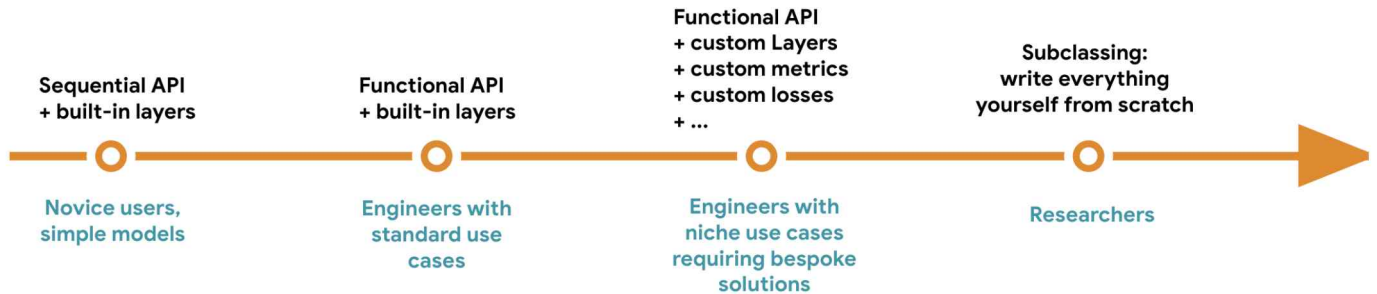 Sequential API
+ built-in layers
Functional API
+ built-in layers
Functional API
+ custom Layers
+ custom metrics
+ custom losses
+ ...
Subclassing:
write everything
yourself from scratch
Novice users,
simple models
Engineers with
standard use
cases
Engineers with
niche use cases
requiring bespoke
solutions
Researchers